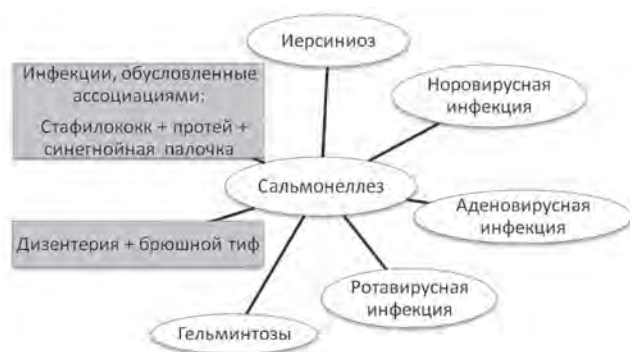 Иерсиниоз
Инфекции, обусловленные
ассоциациями:
Стафилококк + протей +
синегнойная палочка
Норовирусная
инфекция
Сальмонеллез
Аденовирусная
инфекция
Дизентерия + брюшной тиф
Ротавирусная
инфекция
Гельминтозы